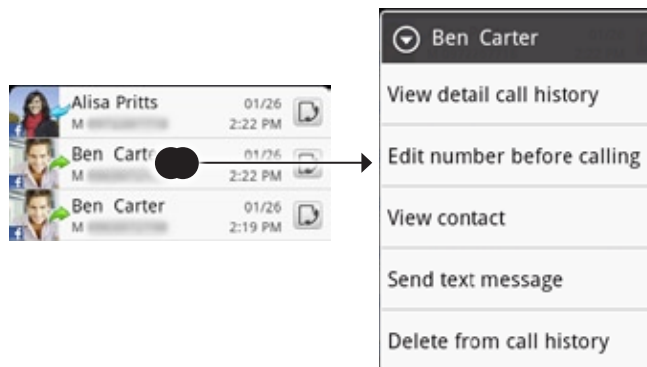 Alisa Pritts 01/26
M 2:22 PM
Ben 01/26
M 2:22 PM
Ben Carter 01/26
M 2:19 PM
Ben Carter
View detail call history
Edit number before calling
View contact
Send text message
Delete from call history